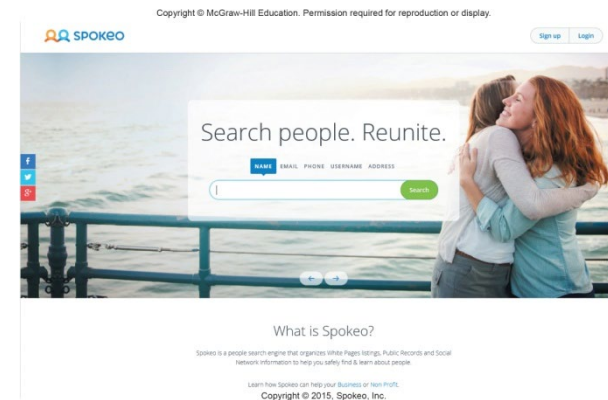 Copyright © McGraw-Hill Education. Permission required for reproduction or display.
SPOKEO
Sign up Login
Search people. Reunite.
NAME EMAIL PHONE USERNAME ADDRESS
Search
What is Spokeo?
Spokeo is a people search engine that organizes White Pages listings, Public Records and Social
Network Information to help you safely find & learn about people.
Learn how Spokeo can help your Business or Non Profit.
Copyright © 2015, Spokeo, Inc.